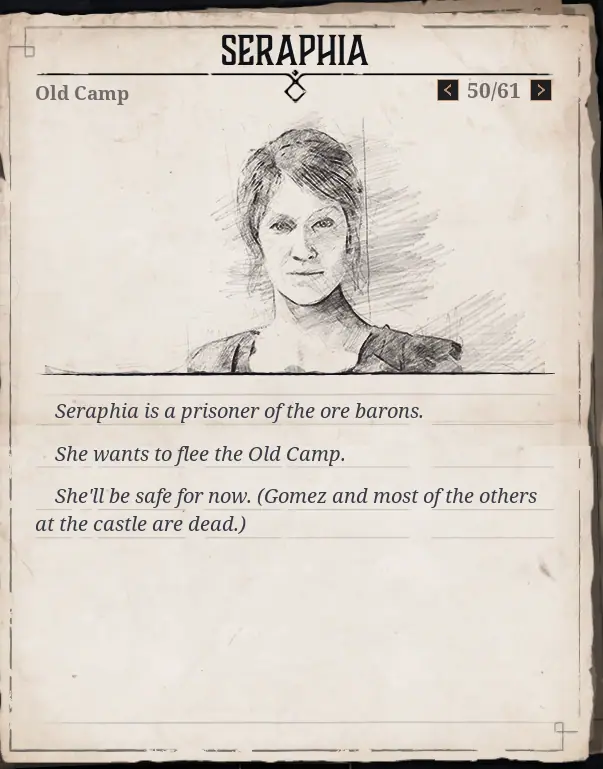 SERAPHIA
Old Camp
< 50/61 >
Seraphia is a prisoner of the ore barons.
She wants to flee the Old Camp.
She'll be safe for now. (Gomez and most of the others
at the castle are dead.)